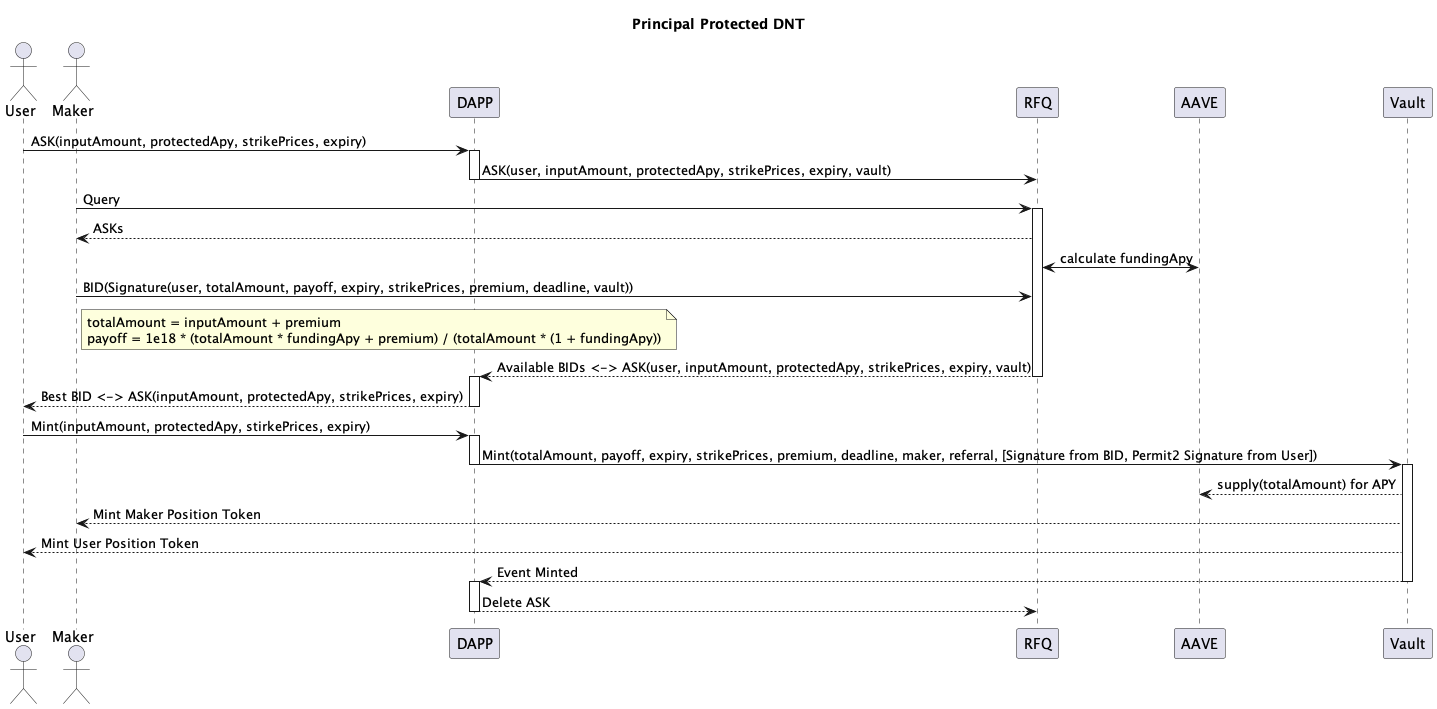 Principal Protected DNT
User
Maker
DAPP
RFQ
AAVE
Vault
ASK(inputAmount, protectedApy, strikePrices, expiry)
ASK(user, inputAmount, protectedApy, strikePrices, expiry, vault)
Query
ASKs
calculate fundingApy
BID(Signature(user, totalAmount, payoff, expiry, strikePrices, premium, deadline, vault))
totalAmount = inputAmount + premium
payoff = 1e18 * (totalAmount * fundingApy + premium) / (totalAmount * (1 + fundingApy))
Available BIDs <-> ASK(user, inputAmount, protectedApy, strikePrices, expiry, vault)
Best BID <-> ASK(inputAmount, protectedApy, strikePrices, expiry)
Mint(inputAmount, protectedApy, stirkePrices, expiry)
Mint(totalAmount, payoff, expiry, strikePrices, premium, deadline, maker, referral, [Signature from BID, Permit2 Signature from User])
supply(totalAmount) for APY
Mint Maker Position Token
Mint User Position Token
Event Minted
Delete ASK
User
Maker
DAPP
RFQ
AAVE
Vault